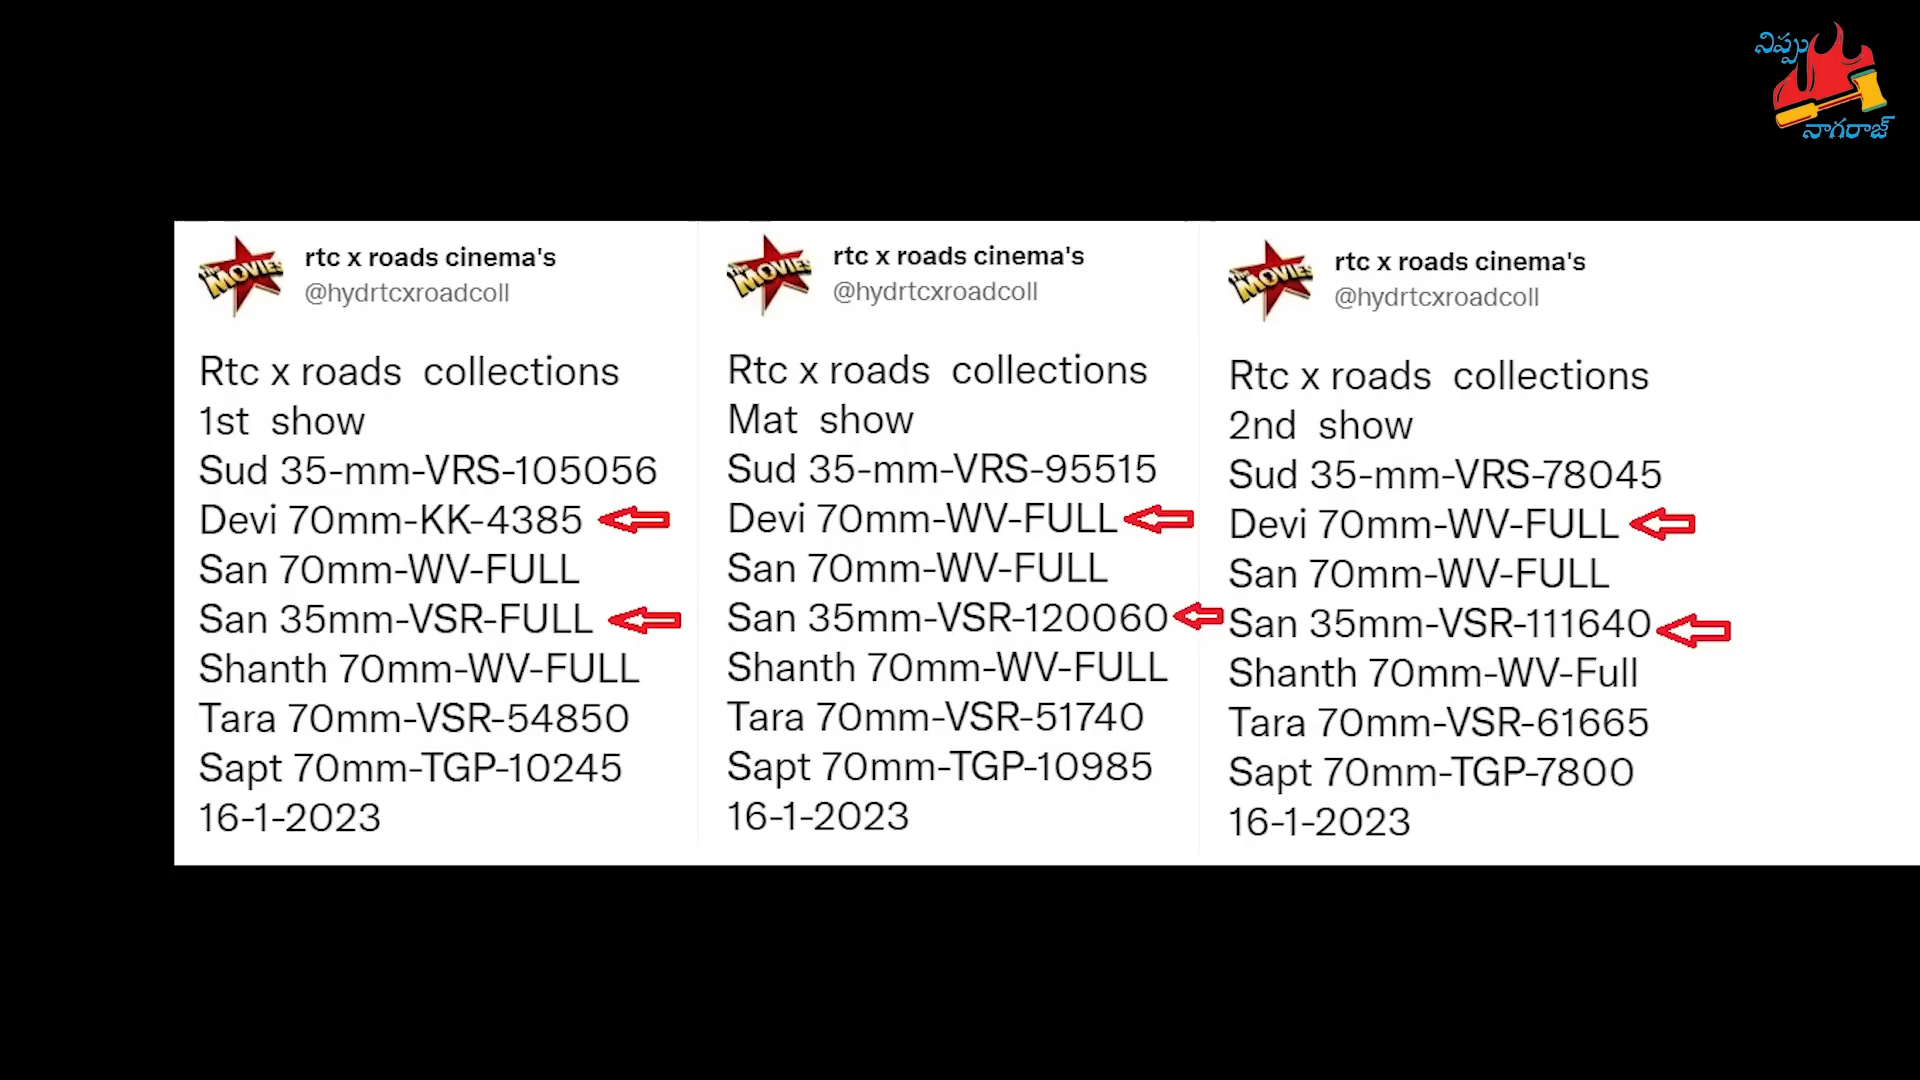 నిప్పు
నాగరాజ్
THE MOVIES
rtc x roads cinema's
@hydrtcxroadcoll
Rtc x roads collections
1st show
Sud 35-mm-VRS-105056
Devi 70mm-KK-4385
San 70mm-WV-FULL
San 35mm-VSR-FULL
Shanth 70mm-WV-FULL
Tara 70mm-VSR-54850
Sapt 70mm-TGP-10245
16-1-2023
THE MOVIES
rtc x roads cinema's
@hydrtcxroadcoll
Rtc x roads collections
Mat show
Sud 35-mm-VRS-95515
Devi 70mm-WV-FULL
San 70mm-WV-FULL
San 35mm-VSR-120060
Shanth 70mm-WV-FULL
Tara 70mm-VSR-51740
Sapt 70mm-TGP-10985
16-1-2023
THE MOVIES
rtc x roads cinema's
@hydrtcxroadcoll
Rtc x roads collections
2nd show
Sud 35-mm-VRS-78045
Devi 70mm-WV-FULL
San 70mm-WV-FULL
San 35mm-VSR-111640
Shanth 70mm-WV-Full
Tara 70mm-VSR-61665
Sapt 70mm-TGP-7800
16-1-2023